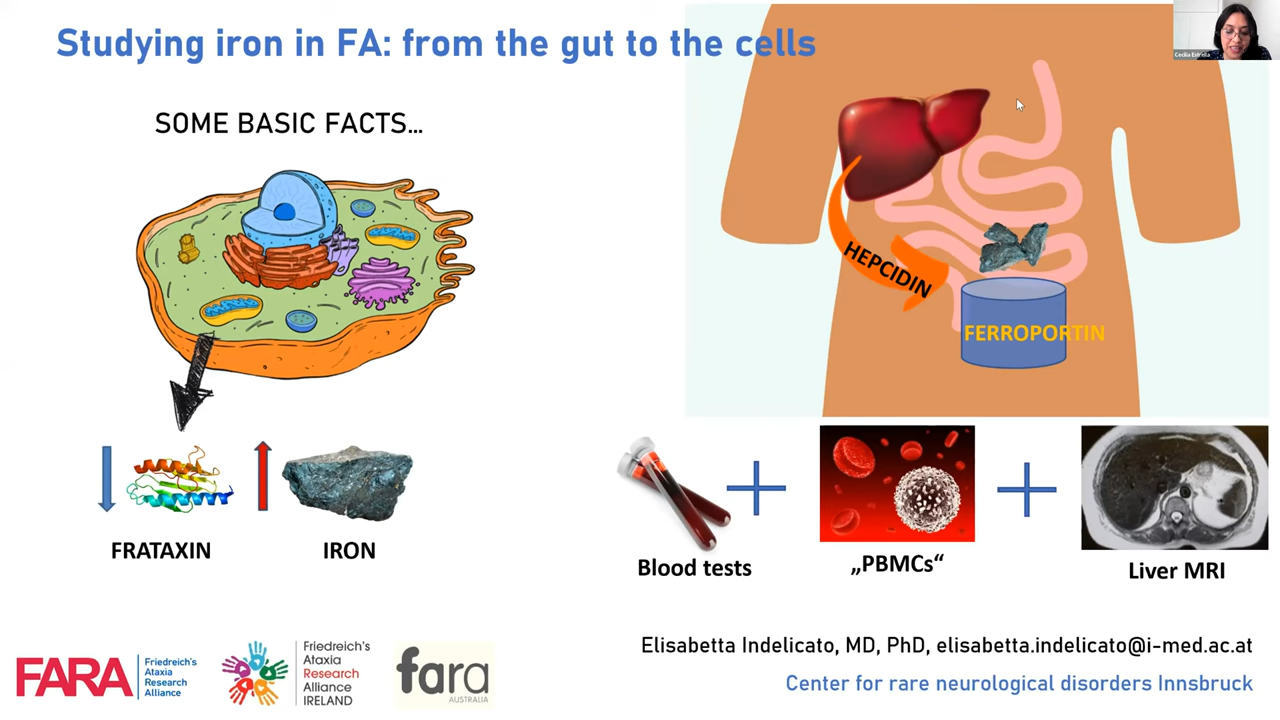 Studying iron in FA: from the gut to the cells
Cecilia Estrella
SOME BASIC FACTS...
HEPCIDIN
FERROPORTIN
FRATAXIN
IRON
Blood tests
„PBMCs“
Liver MRI
FARA
Friedreich's
Ataxia
Research
Alliance
Friedreich's
Ataxia
Research
Alliance
IRELAND
fara
AUSTRALIA
Elisabetta Indelicato, MD, PhD, elisabetta.indelicato@i-med.ac.at
Center for rare neurological disorders Innsbruck